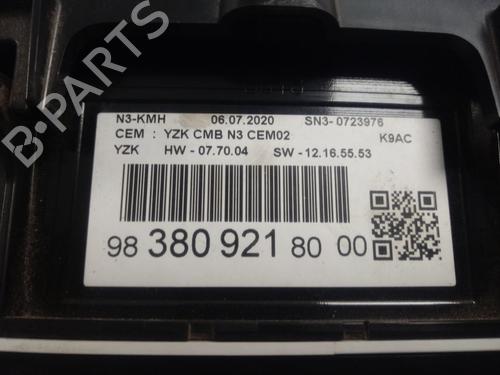 N3-KMH 06.07.2020 SN3- 0723976
CEM : YZK CMB N3 CEM02 K9AC
YZK HW - 07.70.04 SW - 12.16.55.53
98 380 921 80 00